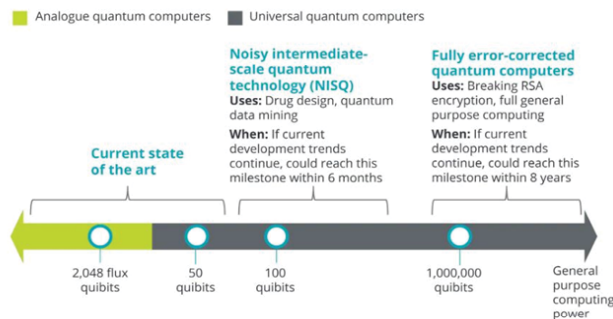 Analogue quantum computers
Universal quantum computers
Noisy intermediate-
scale quantum
technology (NISQ)
Uses: Drug design, quantum
data mining
When: If current
development trends
continue, could reach this
milestone within 6 months
Fully error-corrected
quantum computers
Uses: Breaking RSA
encryption, full general
purpose computing
When: If current
development trends
continue, could reach this
milestone within 8 years
Current state
of the art
2,048 flux
quibits
50
quibits
100
quibits
1,000,000
quibits
General
purpose
computing
power